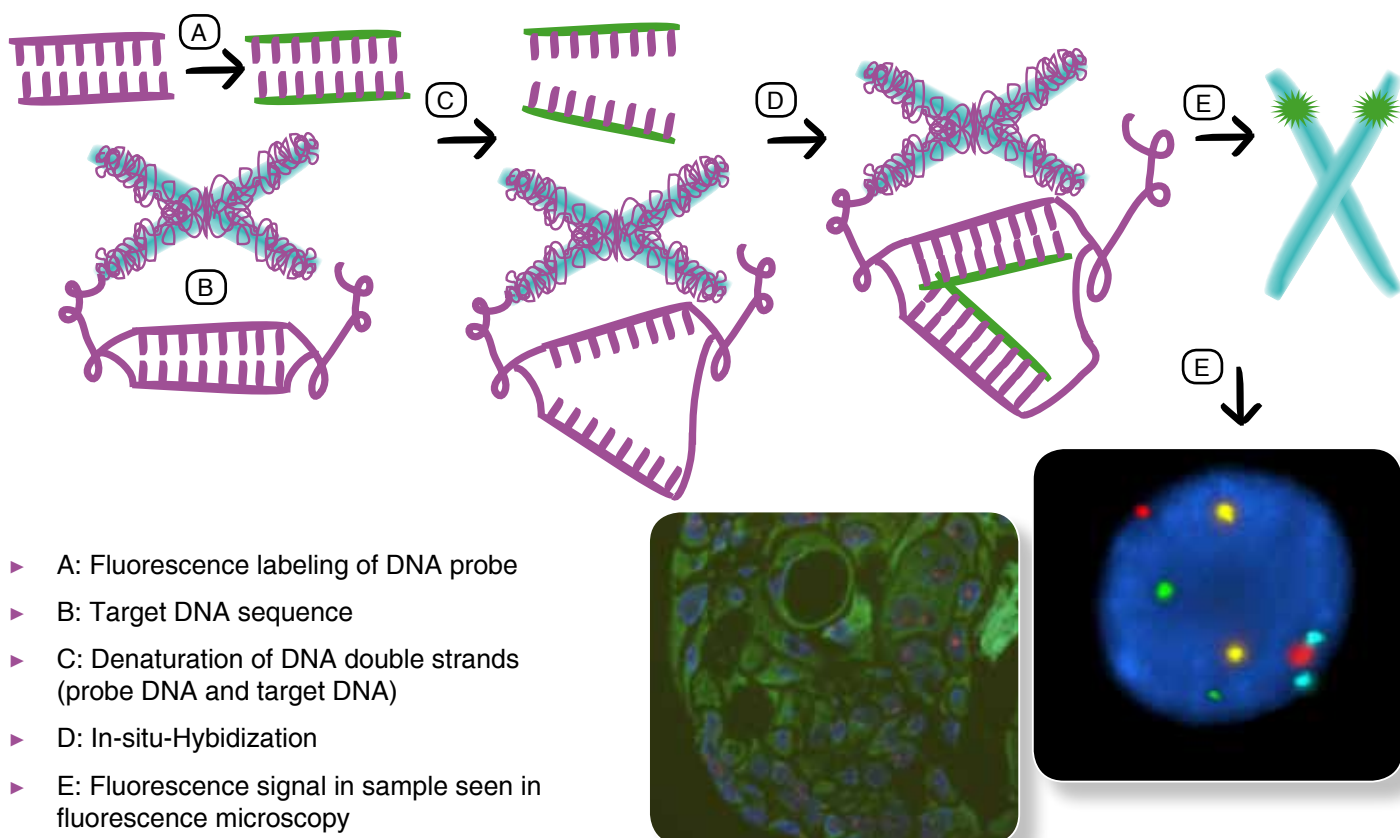 A
C
D
E
B
E
► A: Fluorescence labeling of DNA probe
► B: Target DNA sequence
► C: Denaturation of DNA double strands
(probe DNA and target DNA)
► D: In-situ-Hybidization
► E: Fluorescence signal in sample seen in
fluorescence microscopy